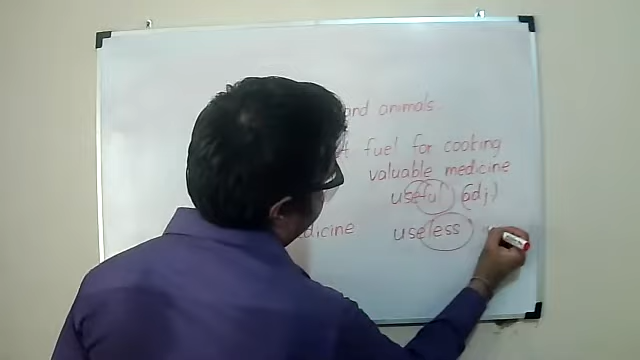 and animals.
fuel for cooking
valuable medicine
useful (adj)
medicine useless